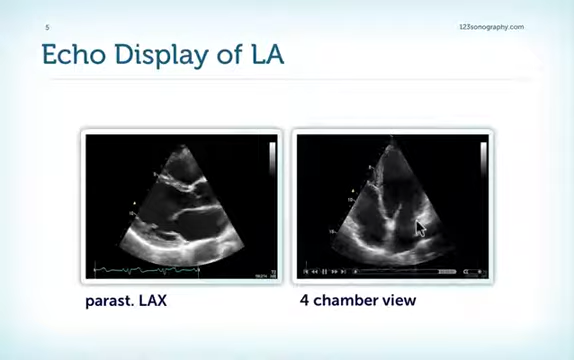 5
123sonography.com
Echo Display of LA
parast. LAX
4 chamber view